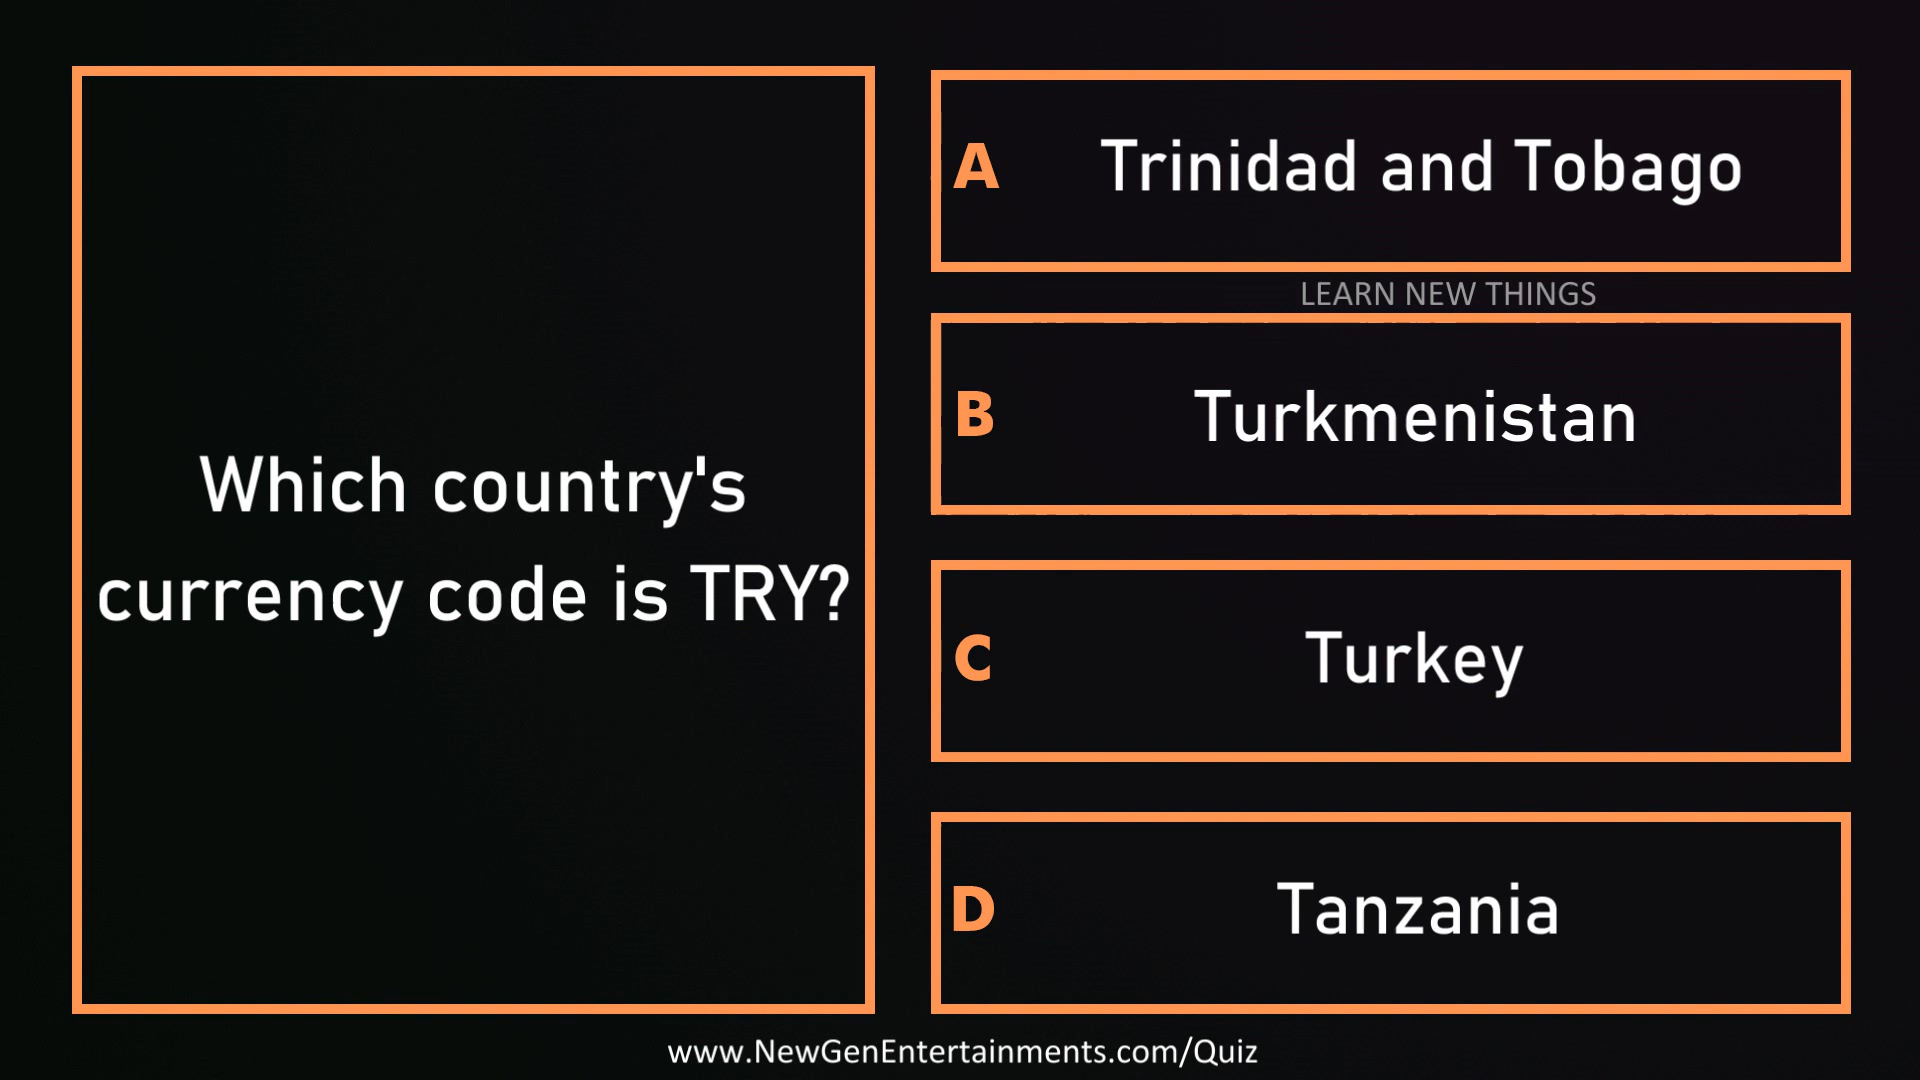 Which country's
currency code is TRY?
A Trinidad and Tobago
LEARN NEW THINGS
B Turkmenistan
C Turkey
D Tanzania
www.NewGenEntertainments.com/Quiz